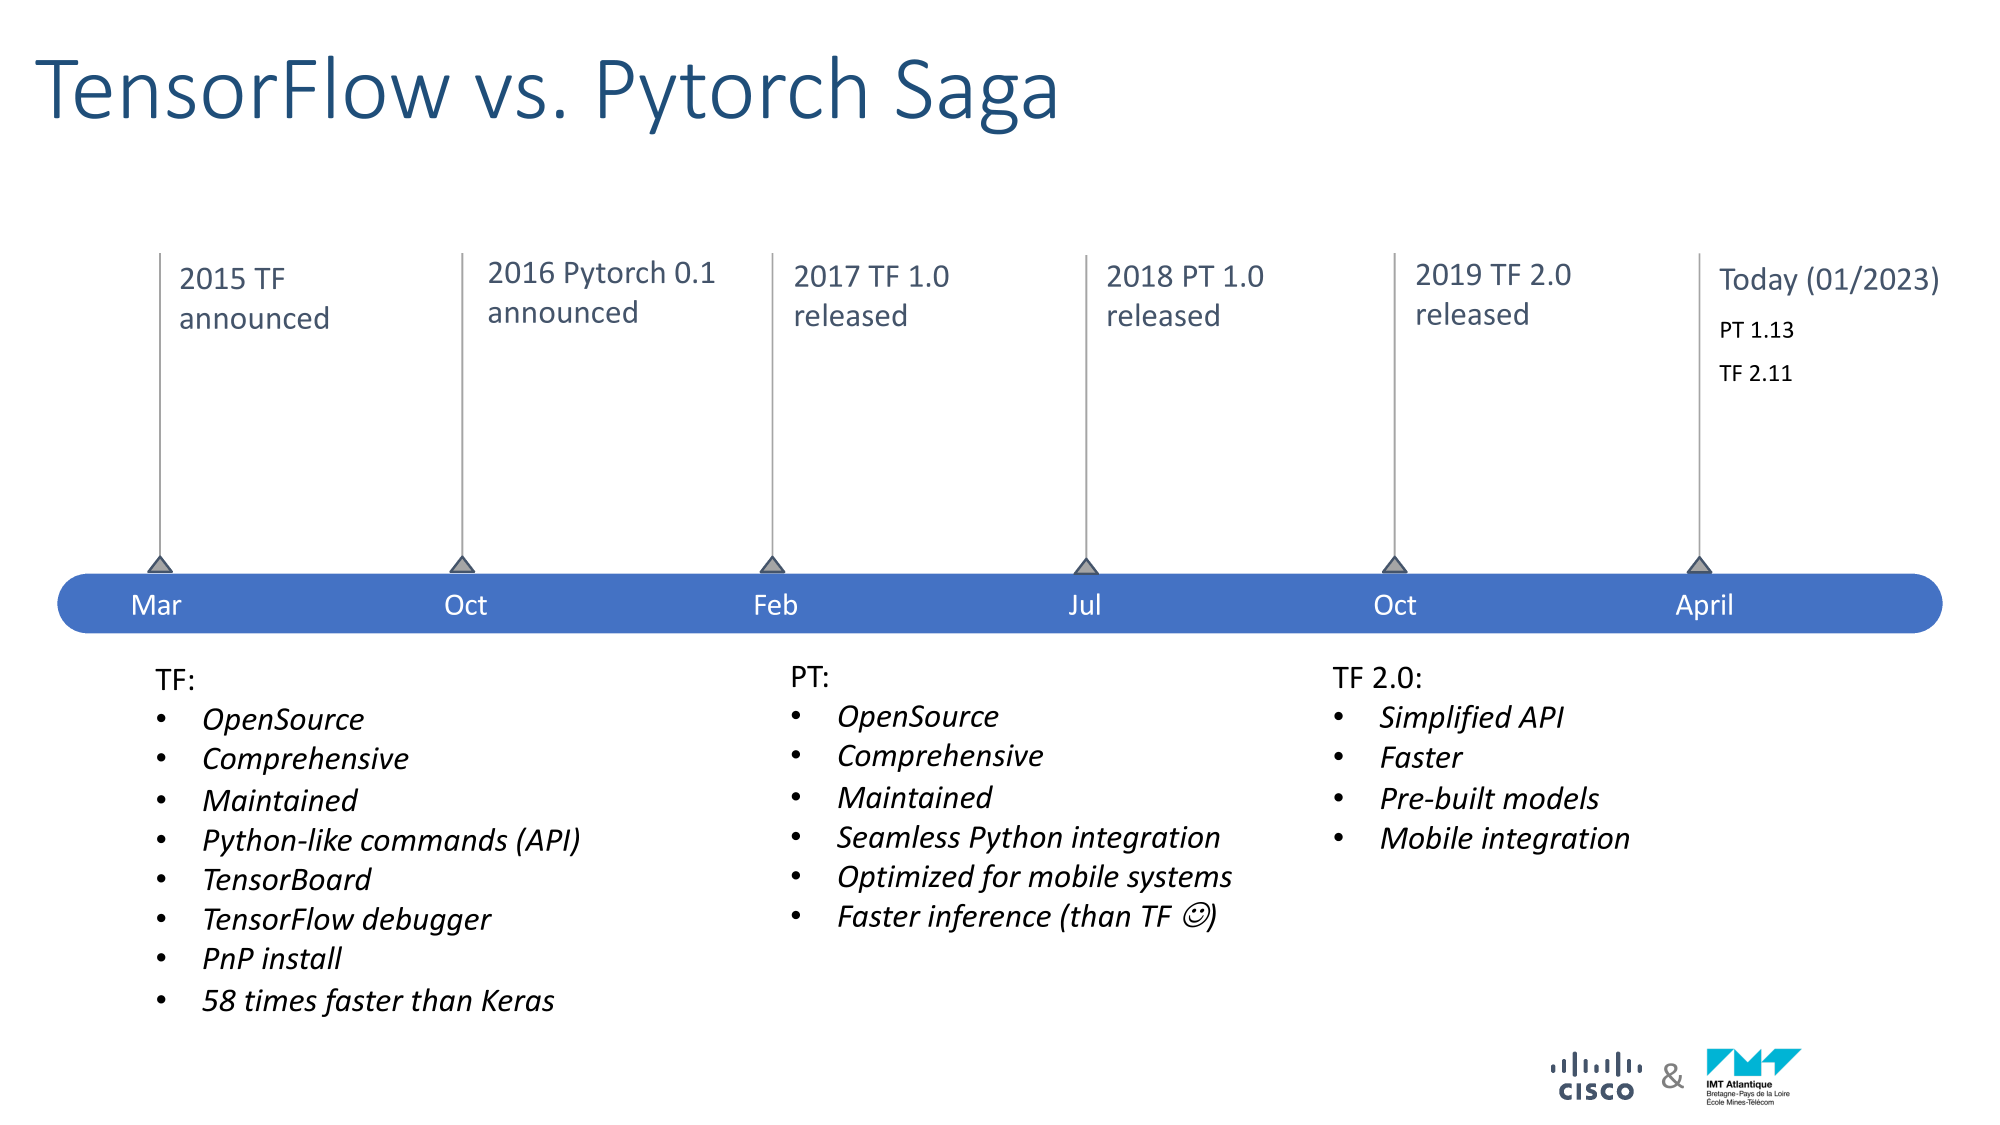 TensorFlow vs. Pytorch Saga
2015 TF
announced
2016 Pytorch 0.1
announced
2017 TF 1.0
released
2018 PT 1.0
released
2019 TF 2.0
released
Today (01/2023)
PT 1.13
TF 2.11
Mar
Oct
Feb
Jul
Oct
April
TF:
• OpenSource
• Comprehensive
• Maintained
• Python-like commands (API)
• TensorBoard
• TensorFlow debugger
• PnP install
• 58 times faster than Keras
PT:
• OpenSource
• Comprehensive
• Maintained
• Seamless Python integration
• Optimized for mobile systems
• Faster inference (than TF ☺)
TF 2.0:
• Simplified API
• Faster
• Pre-built models
• Mobile integration
CISCO
&
IMT Atlantique
Bretagne-Pays de la Loire
École Mines-Télécom